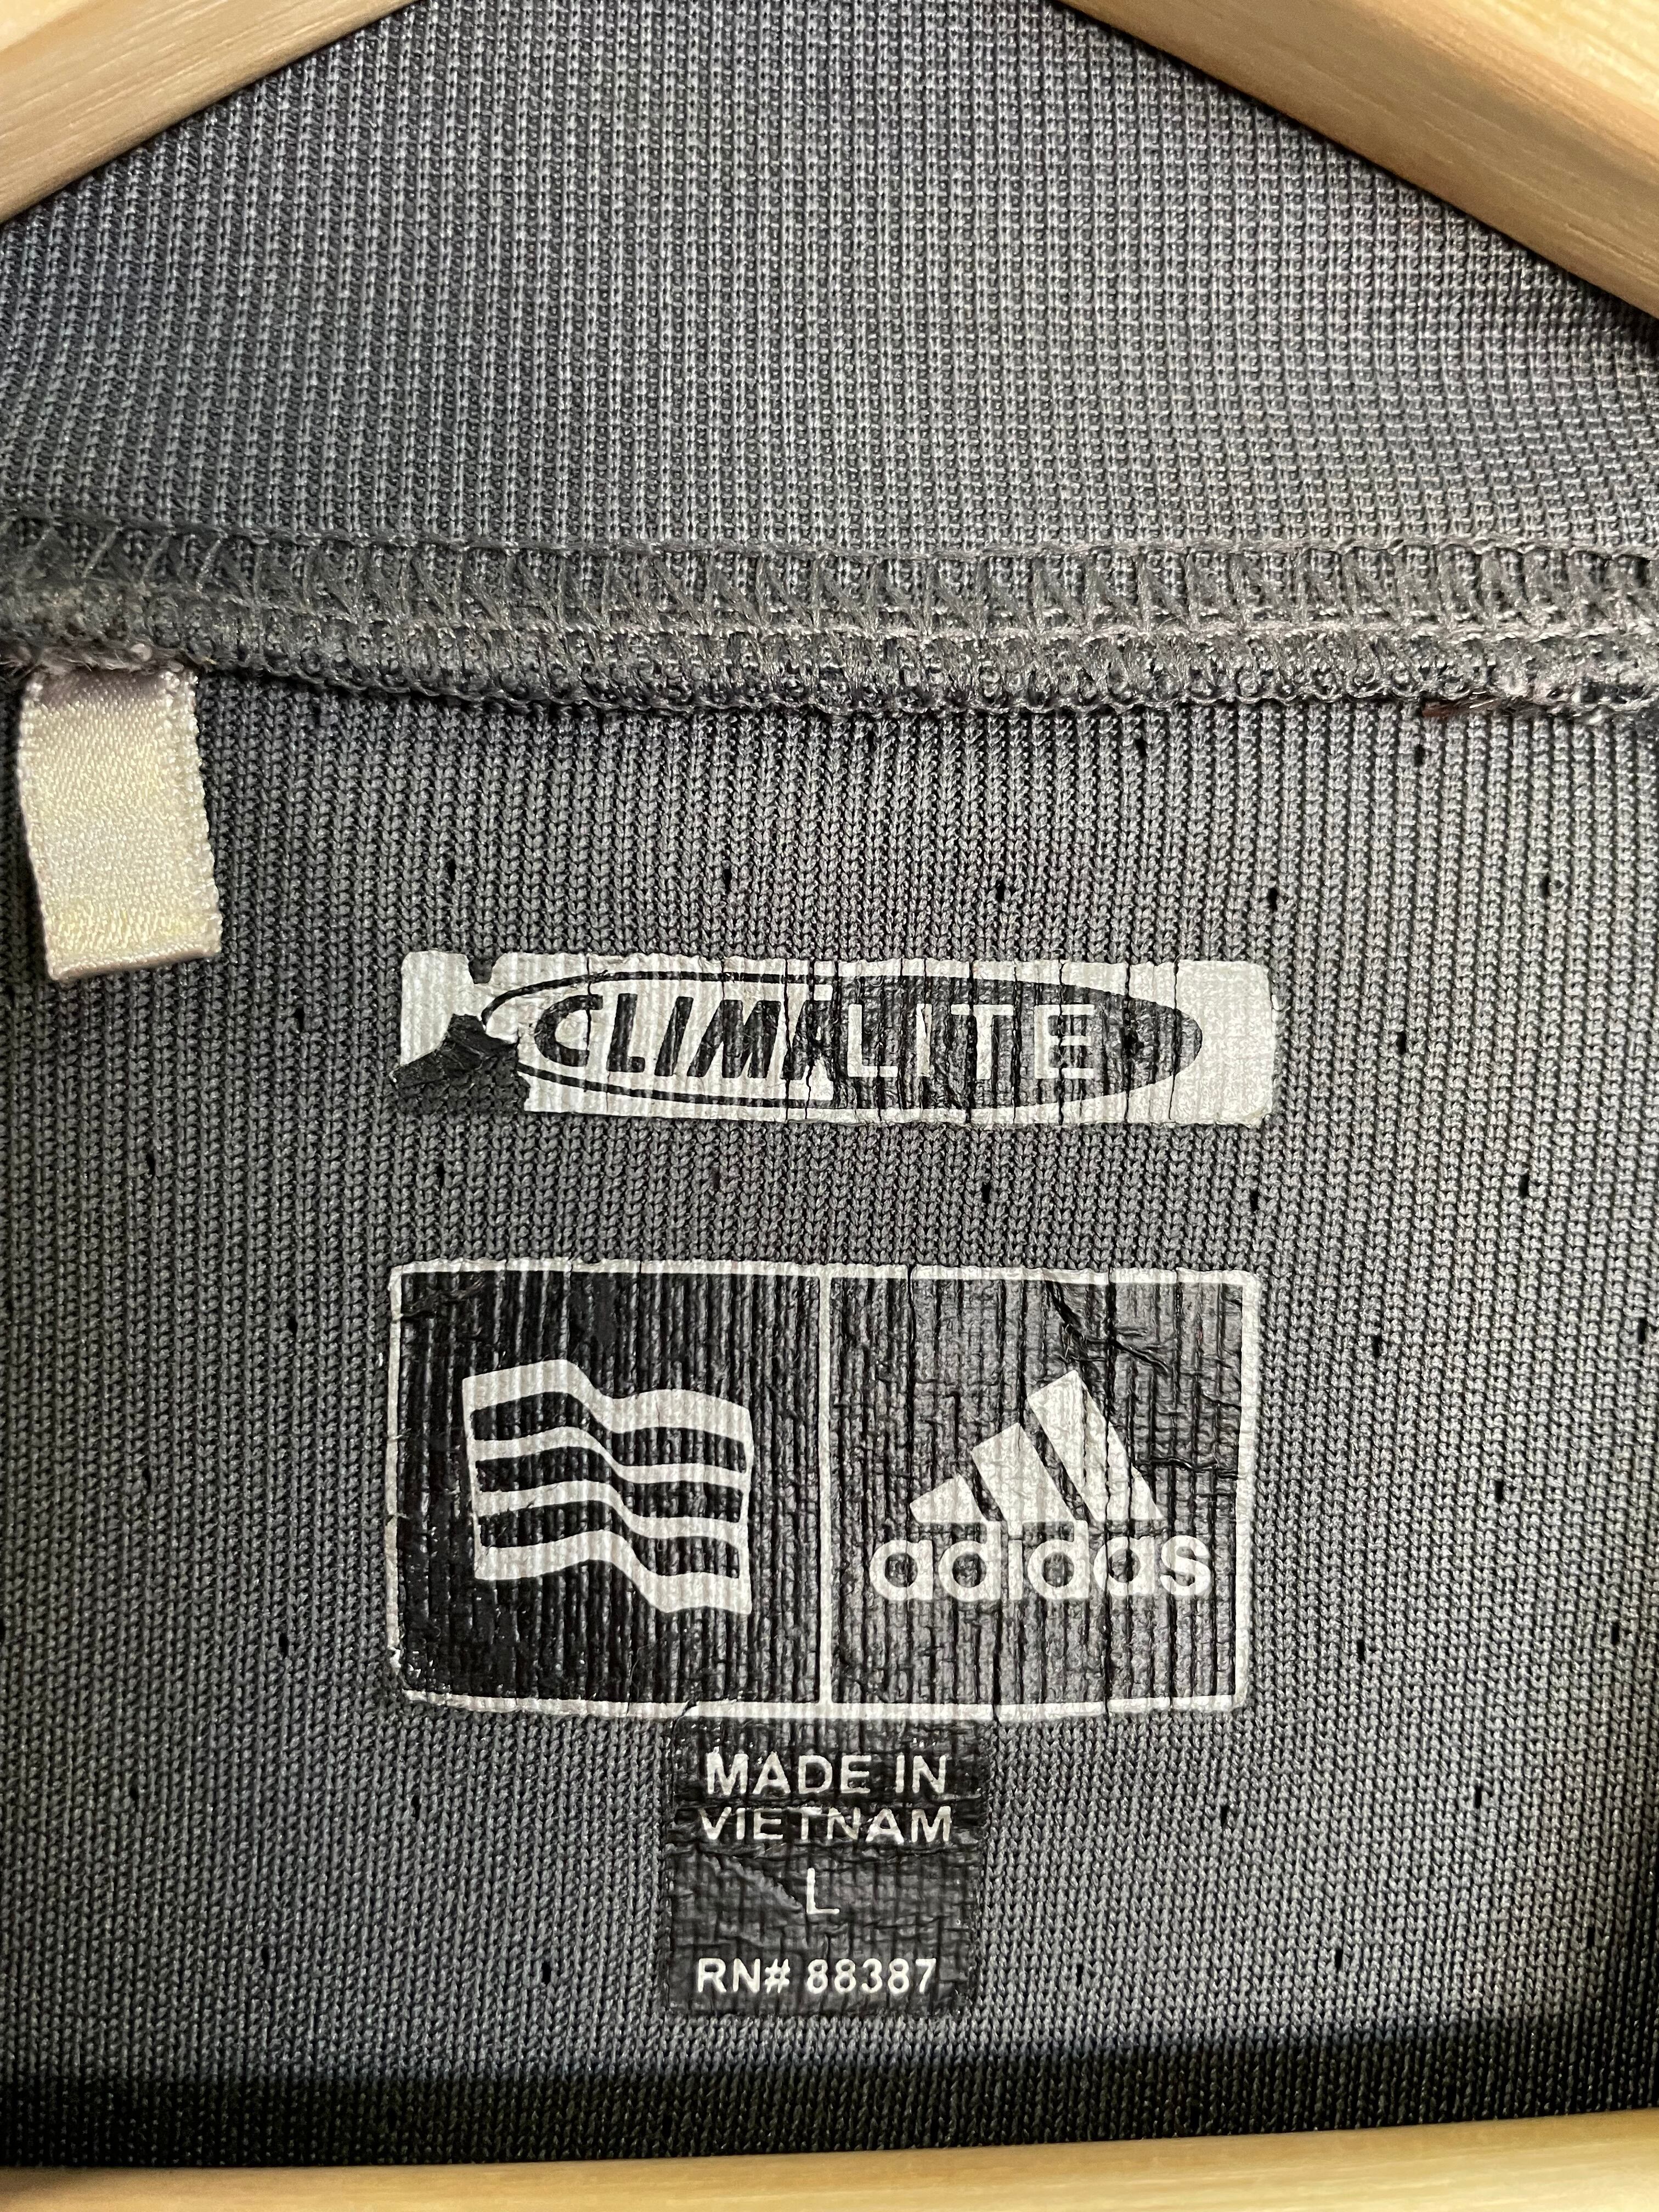 CLIMALITE
adidas
MADE IN
VIETNAM
L
RN# 88387